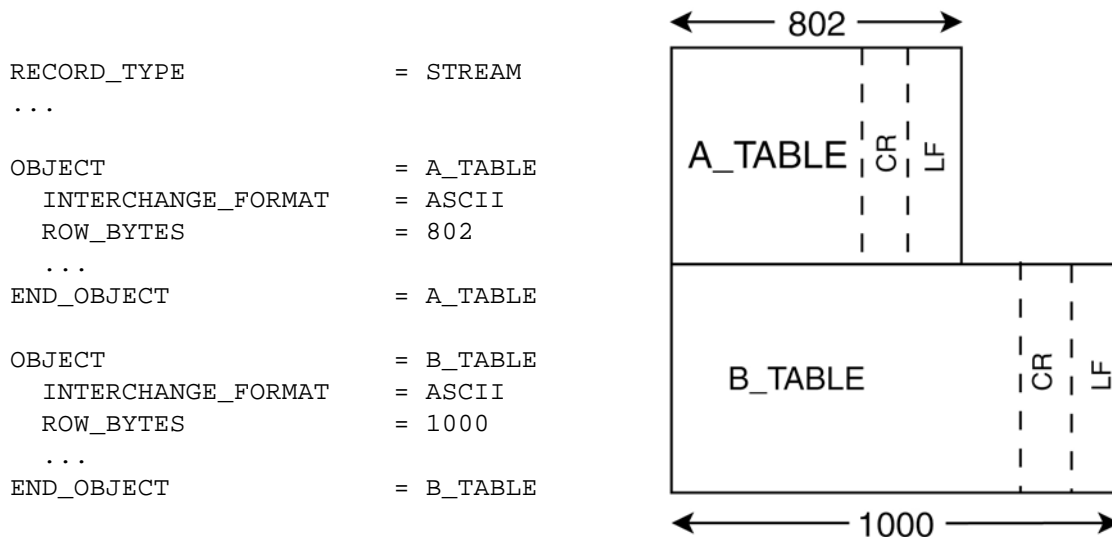 RECORD_TYPE = STREAM
...
OBJECT = A_TABLE
INTERCHANGE_FORMAT = ASCII
ROW_BYTES = 802
...
END_OBJECT = A_TABLE
OBJECT = B_TABLE
INTERCHANGE_FORMAT = ASCII
ROW_BYTES = 1000
...
END_OBJECT = B_TABLE
802
A_TABLE CR LF
B_TABLE CR LF
1000